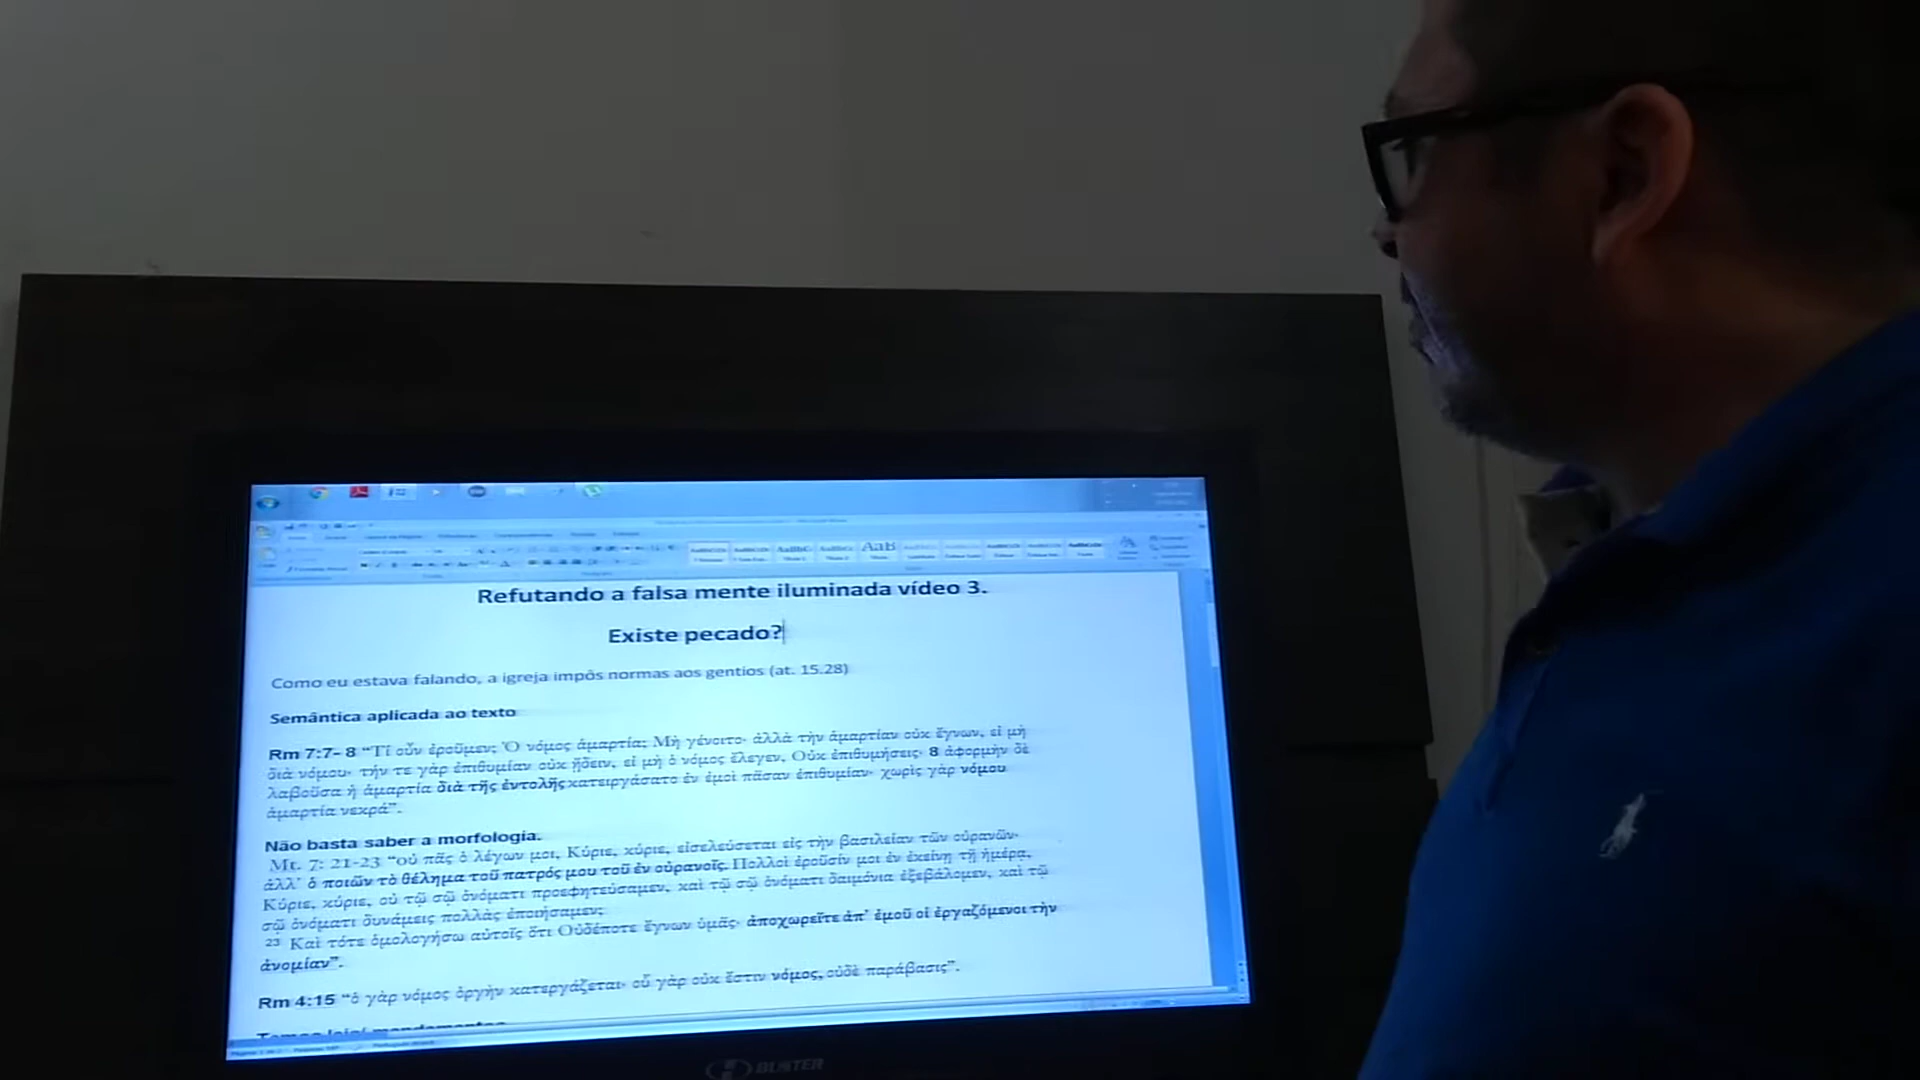 AaB
Refutando a falsa mente iluminada vídeo 3.
Existe pecado?
Como eu estava falando, a igreja impôs normas aos gentios (at. 15.28)
Semântica aplicada ao texto
Rm 7:7- 8 “Τί οὖν ἐροῦμεν; Ὁ νόμος ἁμαρτία; Μὴ γένοιτο· ἀλλὰ τὴν ἁμαρτίαν οὐκ ἔγνων, εἰ μὴ
διὰ νόμου· τήν τε γὰρ ἐπιθυμίαν οὐκ ᾔδειν, εἰ μὴ ὁ νόμος ἔλεγεν, Οὐκ ἐπιθυμήσεις· 8 ἀφορμὴν δὲ
λαβοῦσα ἡ ἁμαρτία διὰ τῆς ἐντολῆς κατειργάσατο ἐν ἐμοὶ πᾶσαν ἐπιθυμίαν· χωρὶς γὰρ νόμου
ἁμαρτία νεκρά”.
Não basta saber a morfologia.
Mt. 7: 21-23 “οὐ πᾶς ὁ λέγων μοι, Κύριε, κύριε, εἰσελεύσεται εἰς τὴν βασιλείαν τῶν οὐρανῶν·
ἀλλ’ ὁ ποιῶν τὸ θέλημα τοῦ πατρός μου τοῦ ἐν οὐρανοῖς. Πολλοὶ ἐροῦσίν μοι ἐν ἐκείνῃ τῇ ἡμέρᾳ,
Κύριε, κύριε, οὐ τῷ σῷ ὀνόματι προεφητεύσαμεν, καὶ τῷ σῷ ὀνόματι δαιμόνια ἐξεβάλομεν, καὶ τῷ
σῷ ὀνόματι δυνάμεις πολλὰς ἐποιήσαμεν;
23 Καὶ τότε ὁμολογήσω αὐτοῖς ὅτι Οὐδέποτε ἔγνων ὑμᾶς· ἀποχωρεῖτε ἀπ’ ἐμοῦ οἱ ἐργαζόμενοι τὴν
ἀνομίαν”.
Rm 4:15 “ὁ γὰρ νόμος ὀργὴν κατεργάζεται· οὗ γὰρ οὐκ ἔστιν νόμος, οὐδὲ παράβασις”.
BUSTER